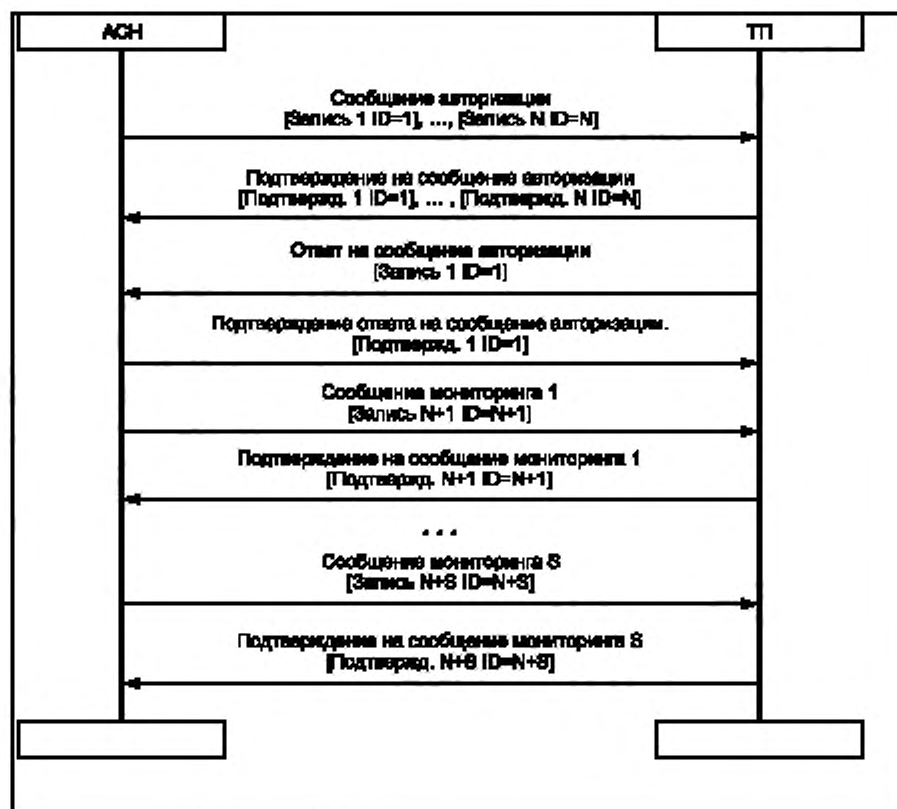 АСН
ТП
Сообщение авторизации
[Запись 1 ID=1], ..., [Запись N ID=N]
Подтверждение на сообщение авторизации
[Подтвержд. 1 ID=1], ... , [Подтвержд. N ID=N]
Ответ на сообщение авторизации
[Запись 1 ID=1]
Подтверждение ответа на сообщение авторизации.
[Подтвержд. 1 ID=1]
Сообщение мониторинга 1
[Запись N+1 ID=N+1]
Подтверждение на сообщение мониторинга 1
[Подтвержд. N+1 ID=N+1]
. . .
Сообщение мониторинга S
[Запись N+S ID=N+S]
Подтверждение на сообщение мониторинга S
[Подтвержд. N+S ID=N+S]